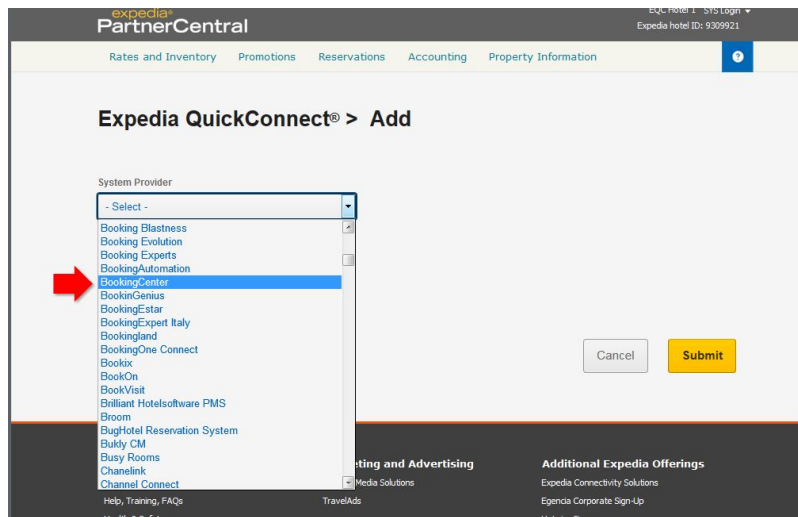 expedia®
PartnerCentral
EQC Hotel 1 SYS Login
Expedia hotel ID: 9309921
Rates and Inventory Promotions Reservations Accounting Property Information ?
Expedia QuickConnect® > Add
System Provider
- Select -
Booking Blastness
Booking Evolution
Booking Experts
BookingAutomation
BookingCenter
BookinGenius
BookingEstar
BookingExpert Italy
Bookingland
BookingOne Connect
Bookix
BookOn
BookVisit
Brilliant Hotelsoftware PMS
Broom
BugHotel Reservation System
Bukly CM
Busy Rooms
Chanelink
Channel Connect
Cancel Submit
eting and Advertising
Media Solutions
TravelAds
Additional Expedia Offerings
Expedia Connectivity Solutions
Egencia Corporate Sign-Up
Help, Training, FAQs